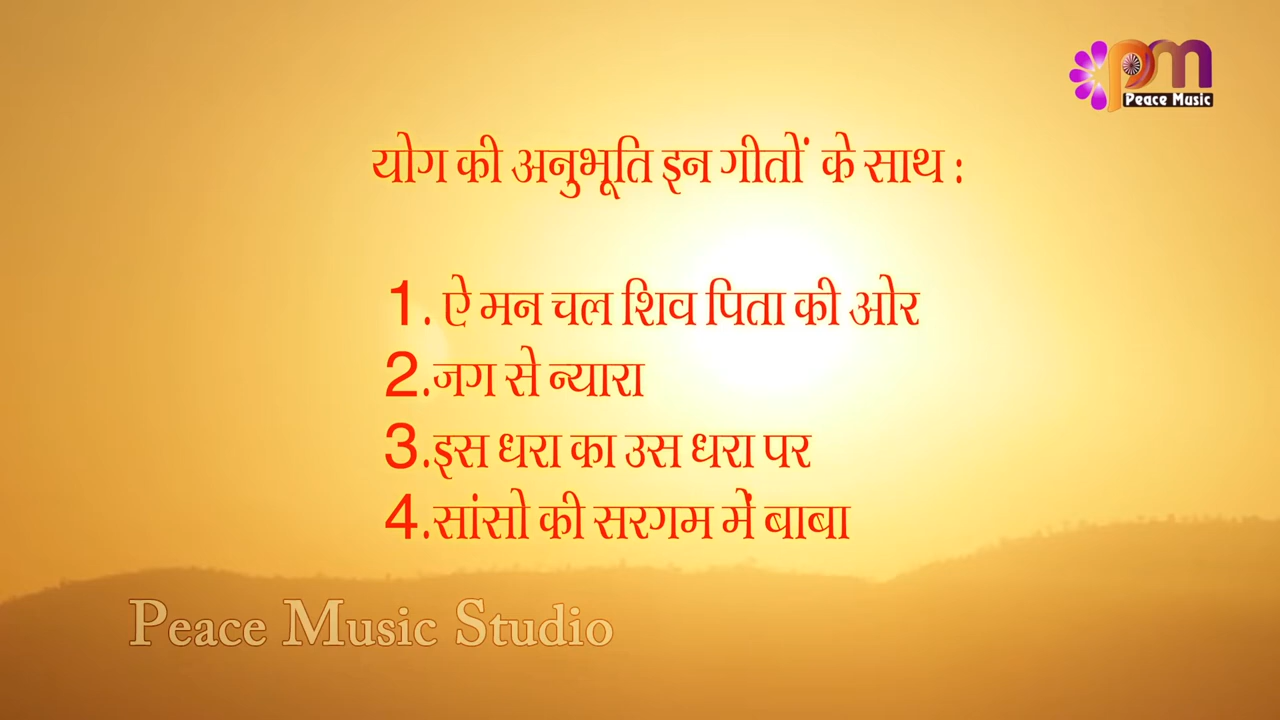 pm
Peace Music
योग की अनुभूति इन गीतों के साथ :
1. ऐ मन चल शिव पिता की ओर
2.जग से न्यारा
3.इस धरा का उस धरा पर
4.सांसो की सरगम में बाबा
Peace Music Studio